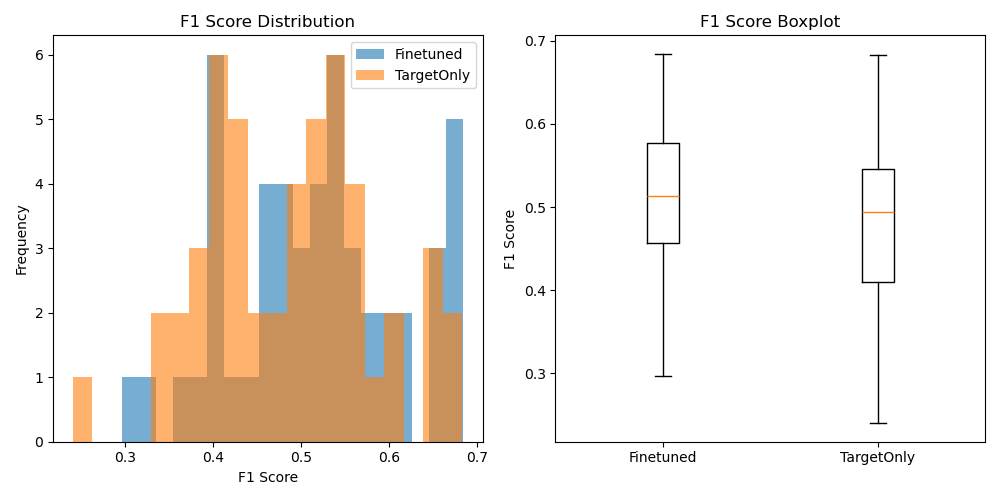 F1 Score Distribution
Finetuned
TargetOnly
6
5
4
3
2
1
0
Frequency
0.3 0.4 0.5 0.6 0.7
F1 Score
F1 Score Boxplot
0.7
0.6
0.5
0.4
0.3
F1 Score
Finetuned TargetOnly